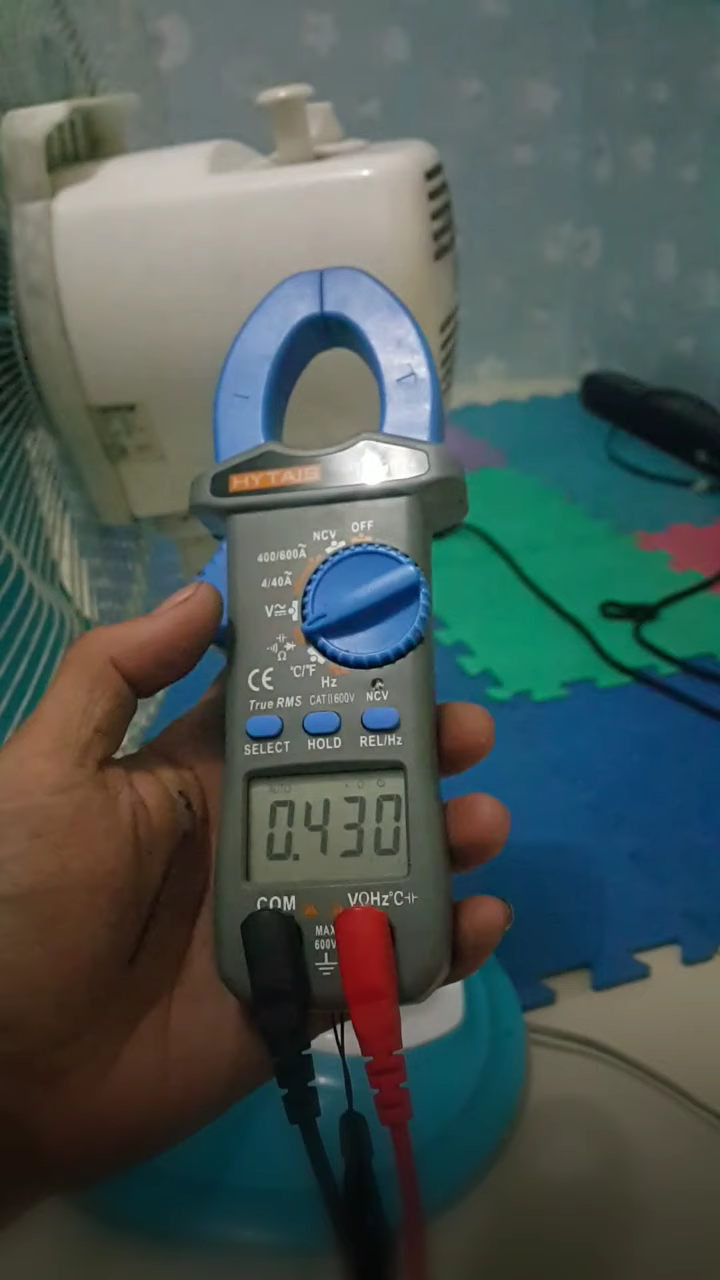 HYTAIS
NCV OFF
400/600A~
4/40A~
V≂
Ω
°C/°F
Hz
CE
True RMS CAT II 600V NCV
SELECT HOLD REL/Hz
AUTO
0.430
COM VΩHz°C
MAX
600V